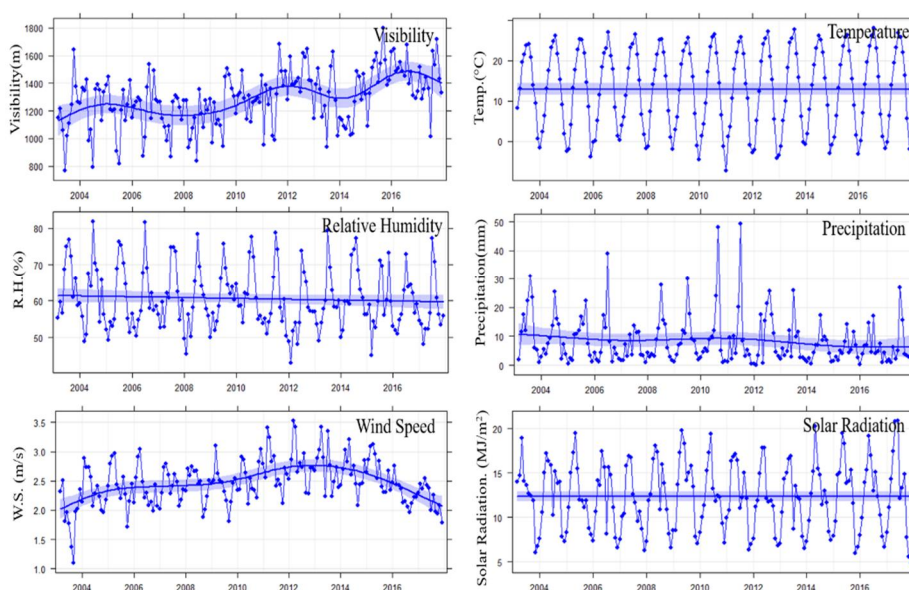 Visibility
Visibility(m)
1800
1600
1400
1200
1000
800
2004 2006 2008 2010 2012 2014 2016
Temperature
Temp.(°C)
20
10
0
2004 2006 2008 2010 2012 2014 2016
Relative Humidity
R.H.(%)
80
70
60
50
2004 2006 2008 2010 2012 2014 2016
Precipitation
Precipitation(mm)
50
40
30
20
10
0
2004 2006 2008 2010 2012 2014 2016
Wind Speed
W.S. (m/s)
3.5
3.0
2.5
2.0
1.5
1.0
2004 2006 2008 2010 2012 2014 2016
Solar Radiation
Solar Radiation. (MJ/m²)
20
15
10
5
2004 2006 2008 2010 2012 2014 2016